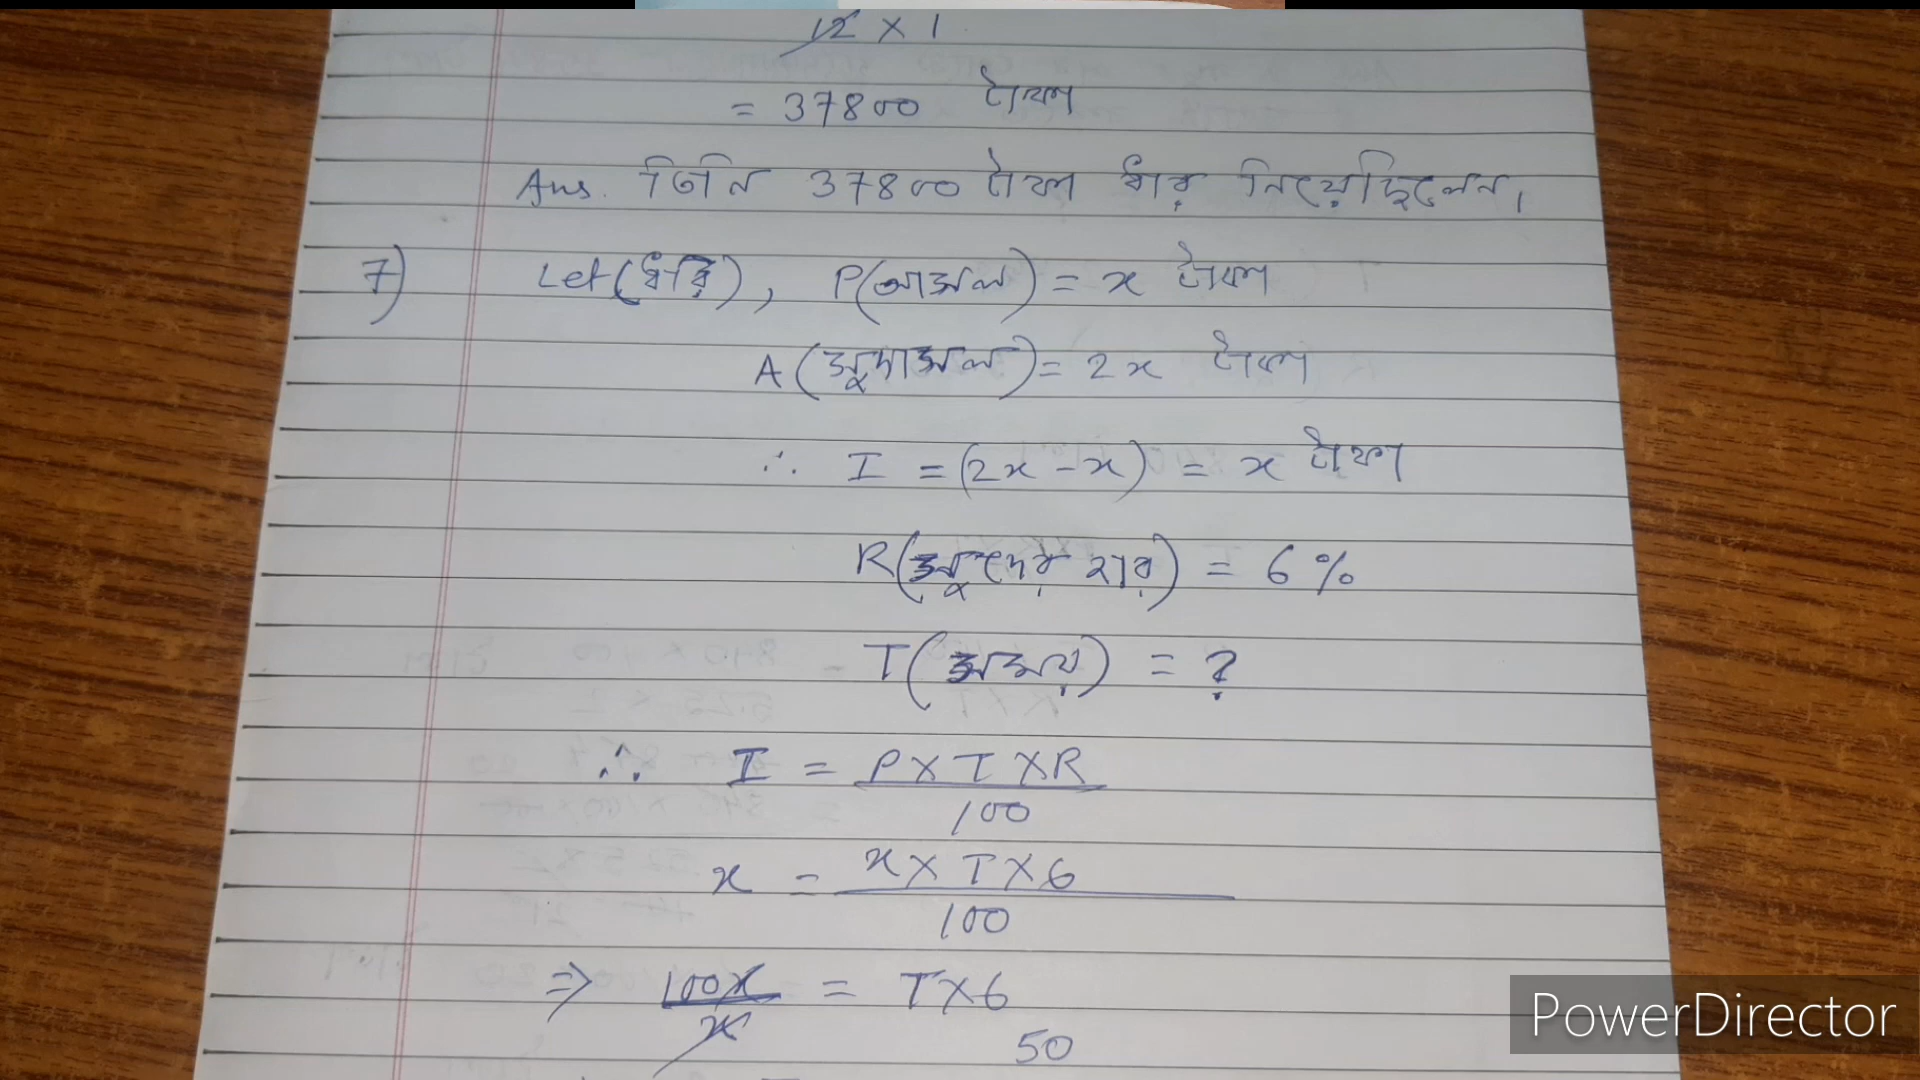 12 × 1
= 37800 টাকা
Ans. তিনি 37800 টাকা ধার নিয়েছিলেন।
7) Let (ধরি), P(আসল) = x টাকা
A (সুদাসল) = 2x টাকা
∴ I = (2x - x) = x টাকা
R(সুদের হার) = 6%
T(সময়) = ?
∴ I = P×T×R
100
x = x×T×6
100
⇒ 100x = T×6
x
50
PowerDirector